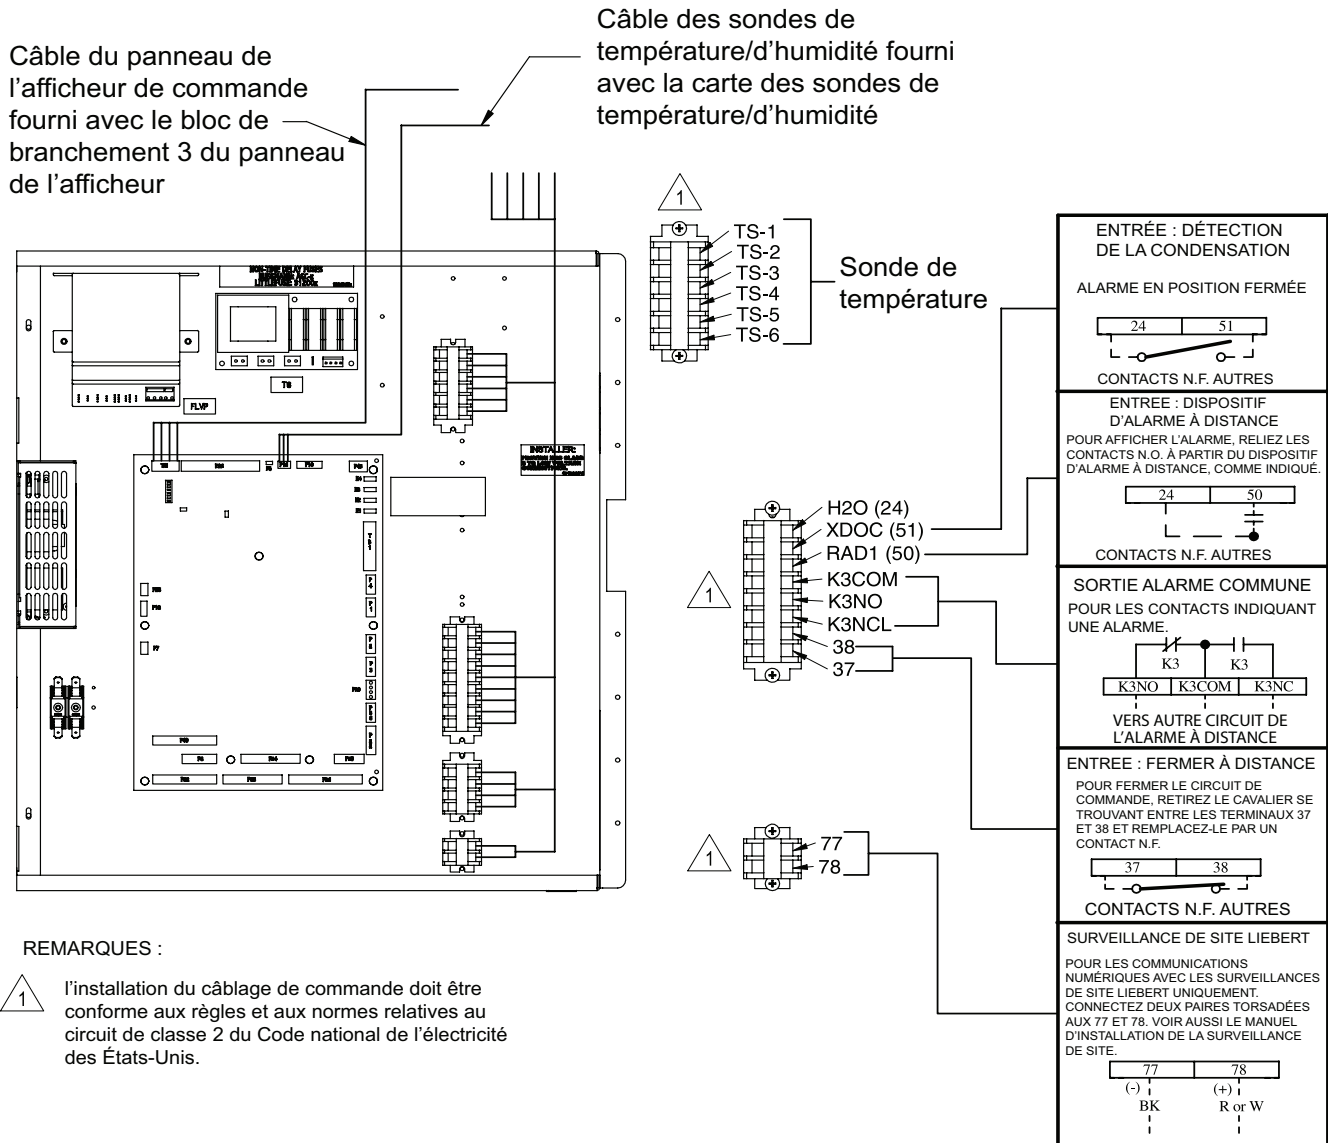 Câble du panneau de
l'afficheur de commande
fourni avec le bloc de
branchement 3 du panneau
de l'afficheur
Câble des sondes de
température/d'humidité fourni
avec la carte des sondes de
température/d'humidité
1
TS-1
TS-2
TS-3
TS-4
TS-5
TS-6
Sonde de
température
T8
FLVP
INSTALLER:
1
H2O (24)
XDOC (51)
RAD1 (50)
K3COM
K3NO
K3NCL
38
37
1
77
78
ENTRÉE : DÉTECTION
DE LA CONDENSATION
ALARME EN POSITION FERMÉE
24 51
CONTACTS N.F. AUTRES
ENTREE : DISPOSITIF
D'ALARME À DISTANCE
POUR AFFICHER L'ALARME, RELIEZ LES
CONTACTS N.O. À PARTIR DU DISPOSITIF
D'ALARME À DISTANCE, COMME INDIQUÉ.
24 50
CONTACTS N.F. AUTRES
SORTIE ALARME COMMUNE
POUR LES CONTACTS INDIQUANT
UNE ALARME.
K3 K3
K3NO K3COM K3NC
VERS AUTRE CIRCUIT DE
L'ALARME À DISTANCE
ENTREE : FERMER À DISTANCE
POUR FERMER LE CIRCUIT DE
COMMANDE, RETIREZ LE CAVALIER SE
TROUVANT ENTRE LES TERMINAUX 37
ET 38 ET REMPLACEZ-LE PAR UN
CONTACT N.F.
37 38
CONTACTS N.F. AUTRES
SURVEILLANCE DE SITE LIEBERT
POUR LES COMMUNICATIONS
NUMÉRIQUES AVEC LES SURVEILLANCES
DE SITE LIEBERT UNIQUEMENT.
CONNECTEZ DEUX PAIRES TORSADÉES
AUX 77 ET 78. VOIR AUSSI LE MANUEL
D'INSTALLATION DE LA SURVEILLANCE
DE SITE.
77 78
(-) (+)
BK R or W
REMARQUES :
1
l'installation du câblage de commande doit être
conforme aux règles et aux normes relatives au
circuit de classe 2 du Code national de l'électricité
des États-Unis.